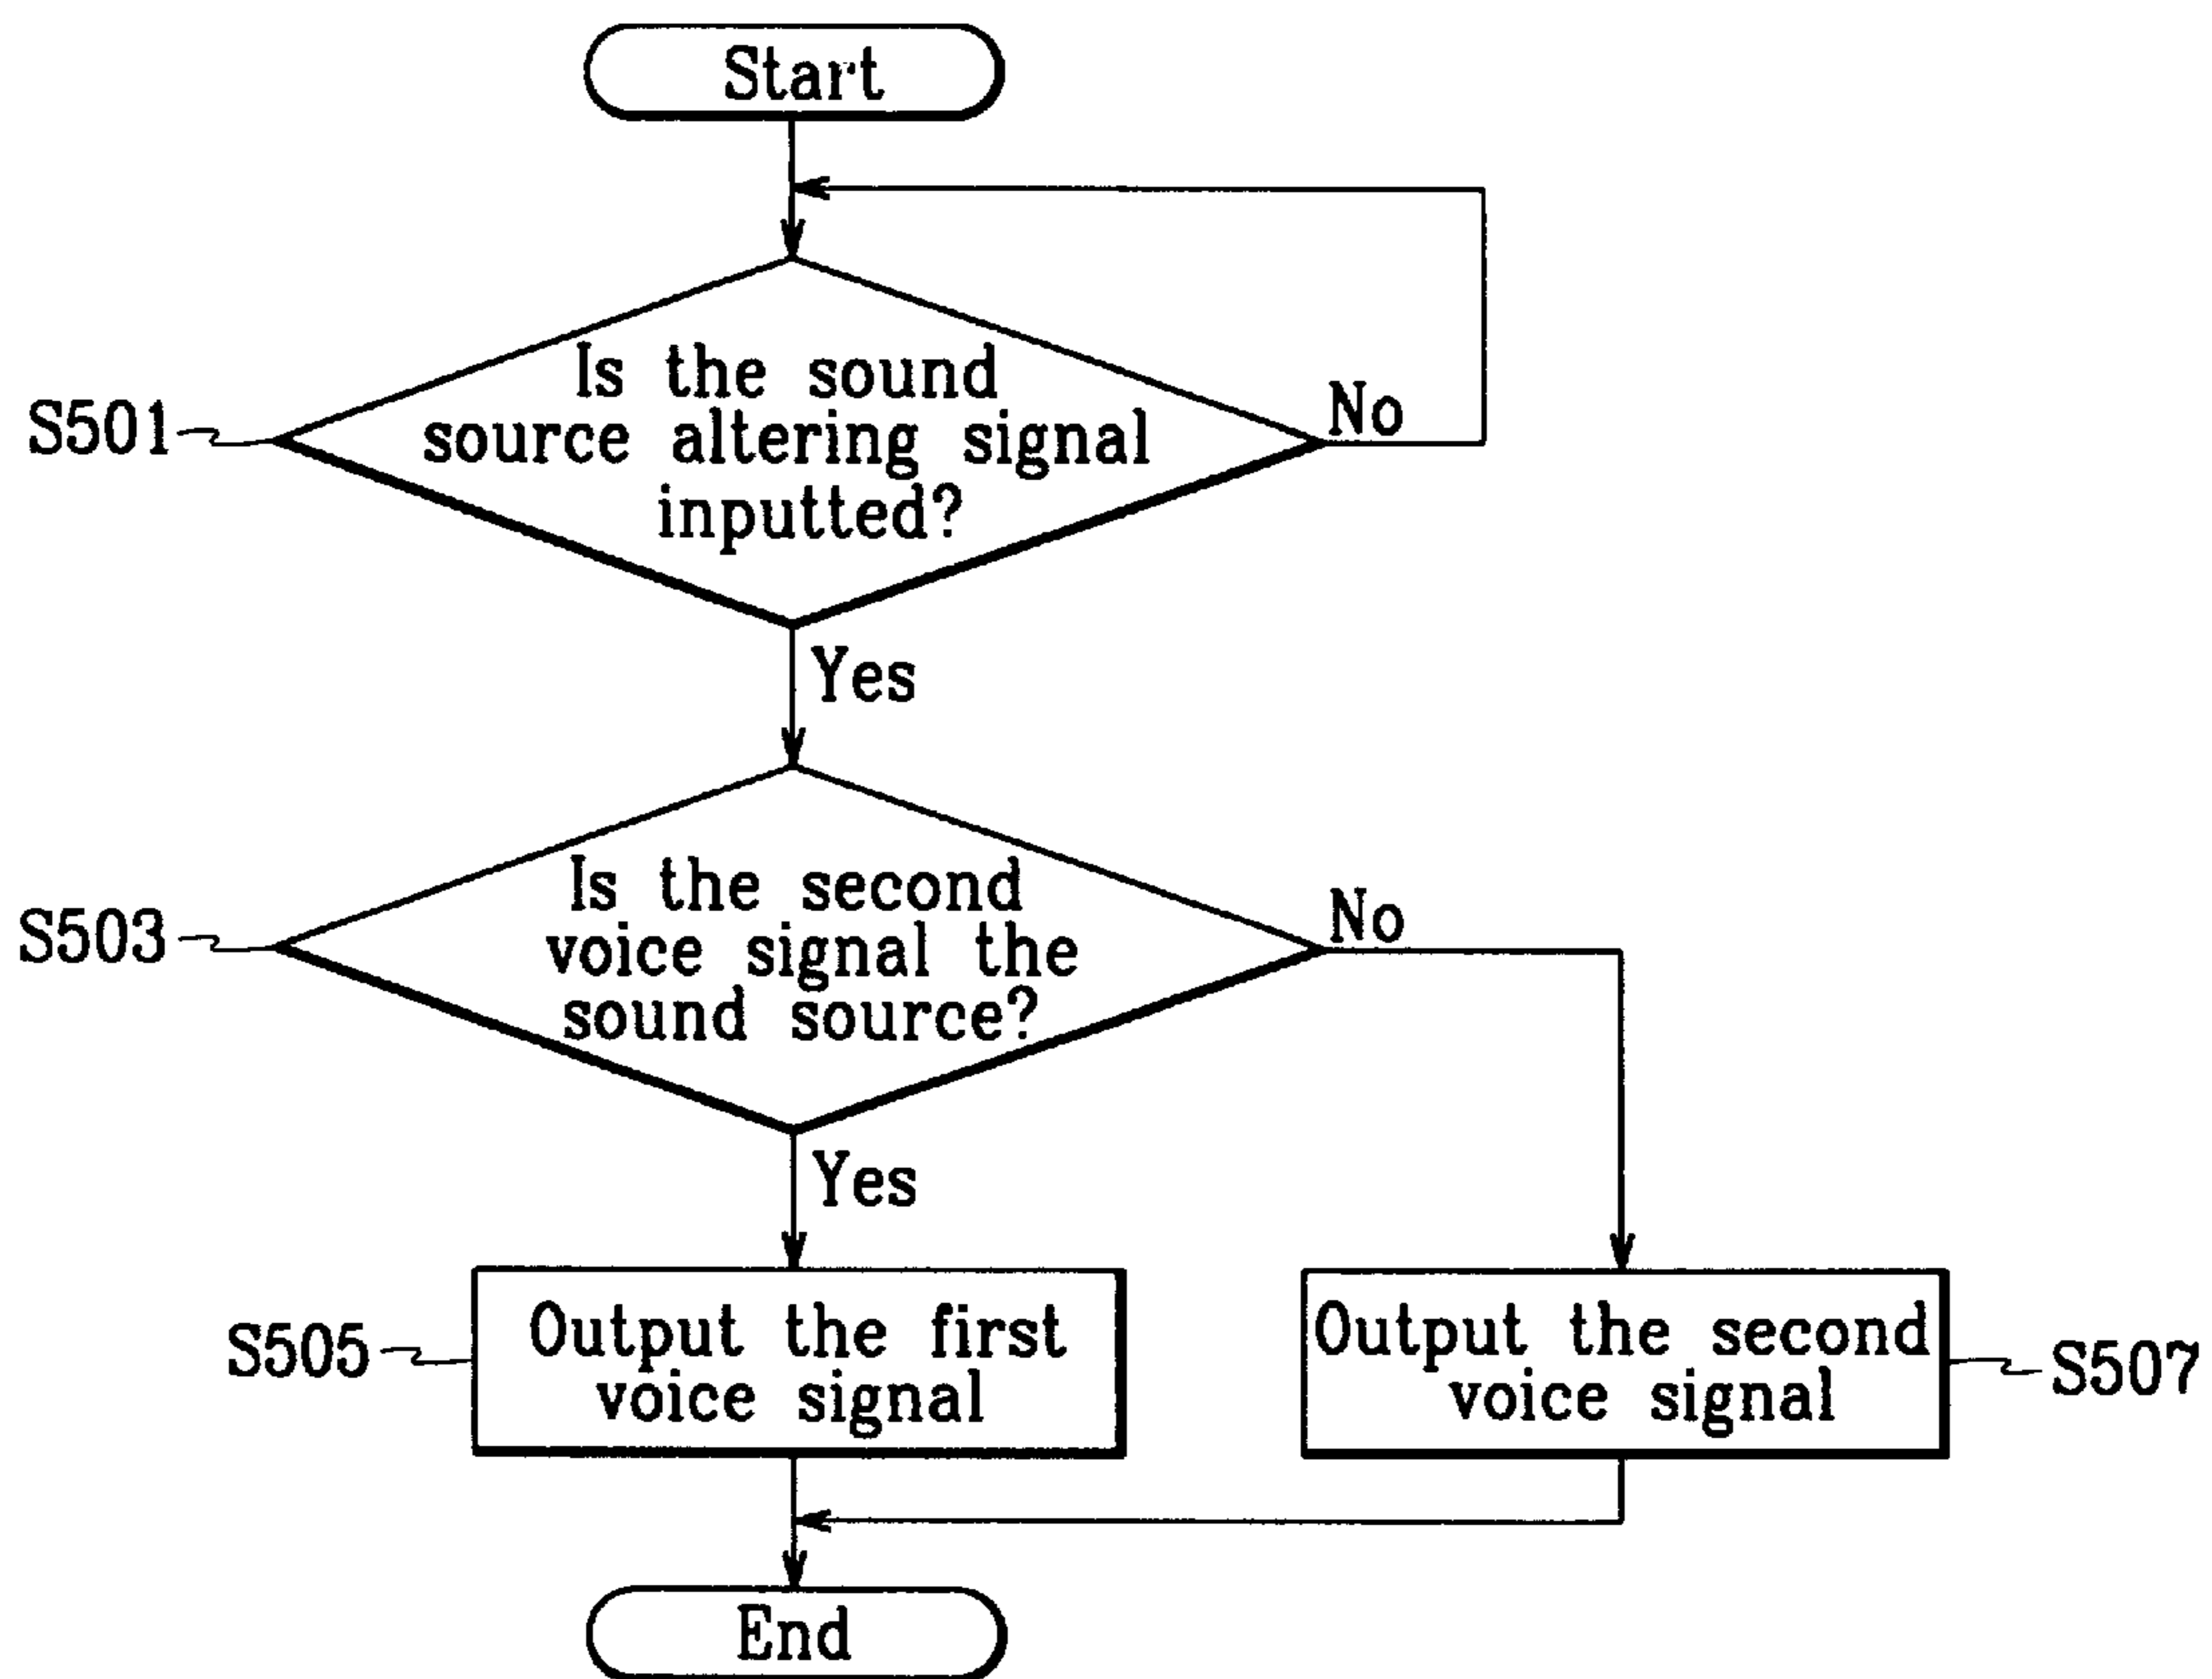 Start
Is the sound
source altering signal
inputted?
S501
No
Yes
Is the second
voice signal the
sound source?
S503
No
Yes
Output the first
voice signal
S505
Output the second
voice signal
S507
End